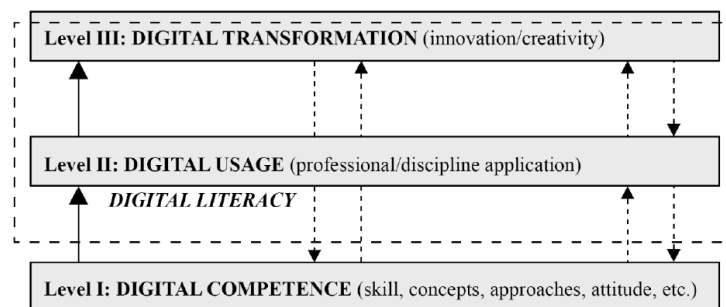 Level III: DIGITAL TRANSFORMATION (innovation/creativity)
Level II: DIGITAL USAGE (professional/discipline application)
DIGITAL LITERACY
Level I: DIGITAL COMPETENCE (skill, concepts, approaches, attitude, etc.)